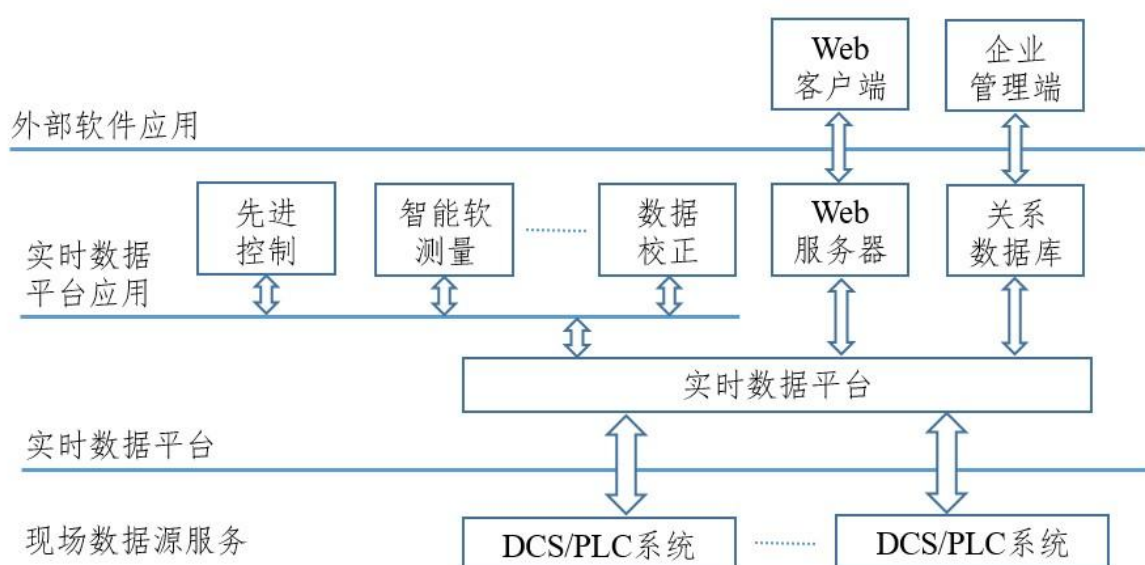 Web
客户端
企业
管理端
外部软件应用
先进
控制
智能软
测量
数据
校正
Web
服务器
关系
数据库
实时数据
平台应用
实时数据平台
实时数据平台
现场数据源服务
DCS/PLC系统
DCS/PLC系统